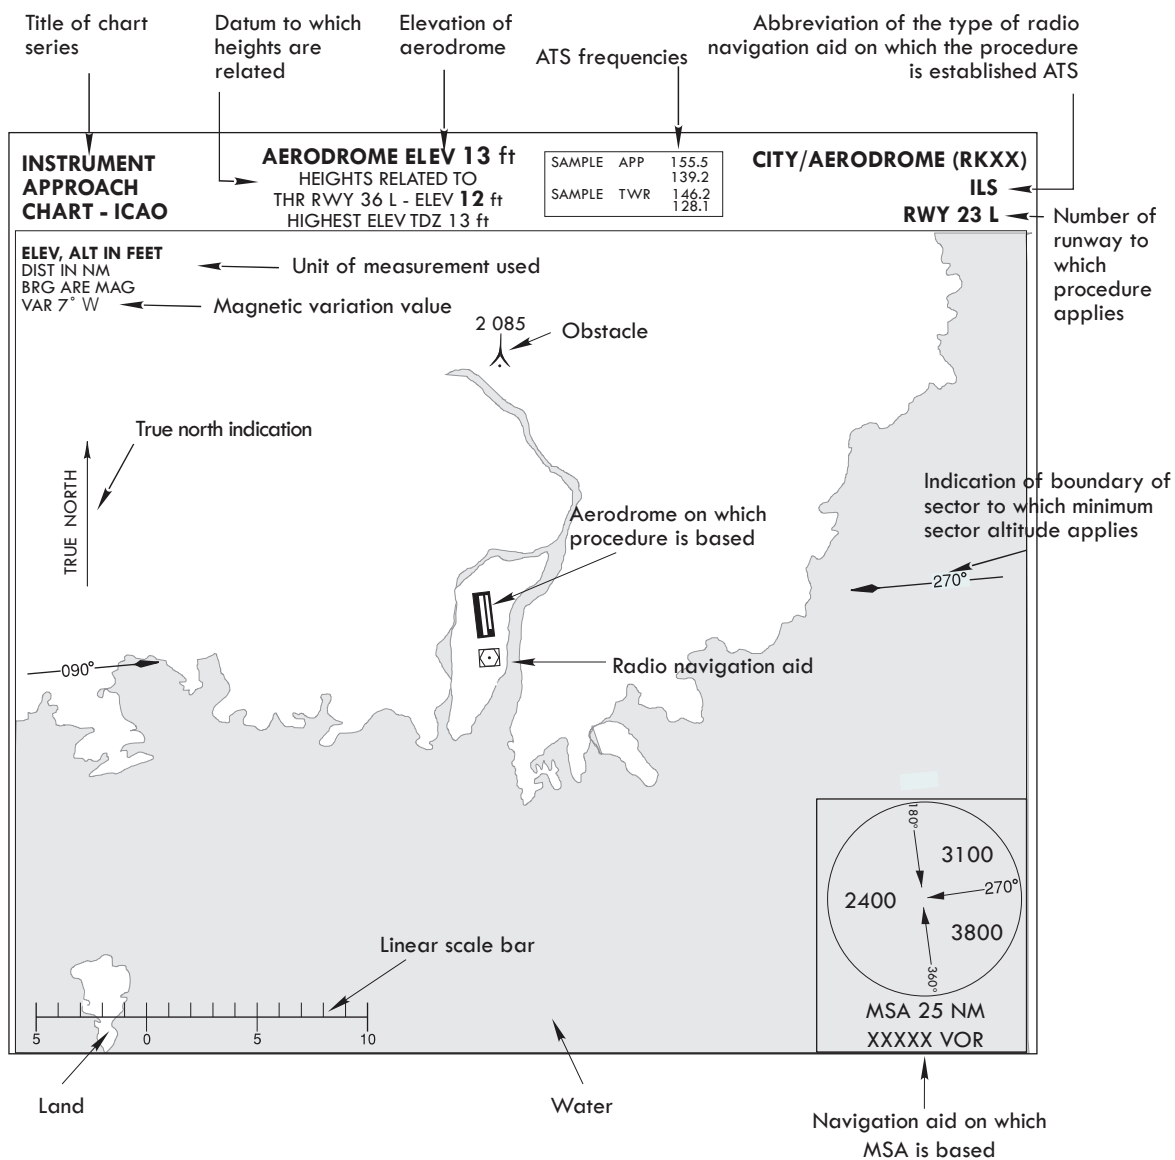 Title of chart
series
Datum to which
heights are
related
Elevation of
aerodrome
ATS frequencies
Abbreviation of the type of radio
navigation aid on which the procedure
is established ATS
INSTRUMENT
APPROACH
CHART - ICAO
AERODROME ELEV 13 ft
HEIGHTS RELATED TO
THR RWY 36 L - ELEV 12 ft
HIGHEST ELEV TDZ 13 ft
SAMPLE APP 155.5
139.2
SAMPLE TWR 146.2
128.1
CITY/AERODROME (RKXX)
ILS
RWY 23 L
Number of
runway to
which
procedure
applies
ELEV, ALT IN FEET
DIST IN NM
BRG ARE MAG
VAR 7° W
Unit of measurement used
Magnetic variation value
2 085
Obstacle
True north indication
TRUE NORTH
Indication of boundary of
sector to which minimum
sector altitude applies
Aerodrome on which
procedure is based
270°
090°
Radio navigation aid
180°
3100
270°
2400
3800
360°
MSA 25 NM
XXXXX VOR
Linear scale bar
5 0 5 10
Land
Water
Navigation aid on which
MSA is based